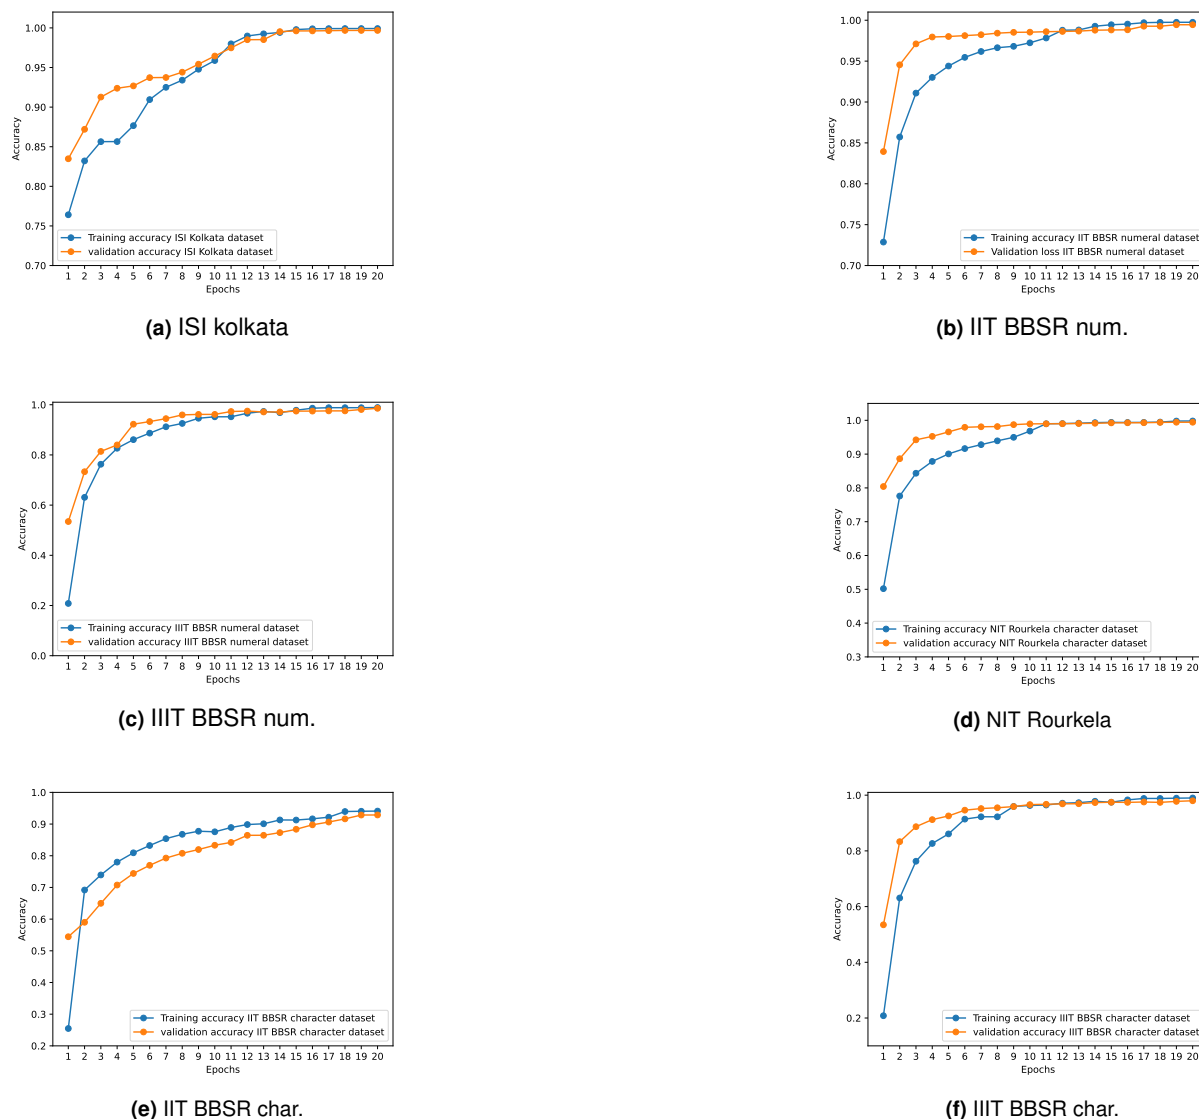 1.00
0.95
0.90
0.85
0.80
0.75
0.70
Accuracy
Training accuracy ISI Kolkata dataset
validation accuracy ISI Kolkata dataset
1 2 3 4 5 6 7 8 9 10 11 12 13 14 15 16 17 18 19 20
Epochs
(a) ISI kolkata
1.00
0.95
0.90
0.85
0.80
0.75
0.70
Accuracy
Training accuracy IIT BBSR numeral dataset
Validation loss IIT BBSR numeral dataset
1 2 3 4 5 6 7 8 9 10 11 12 13 14 15 16 17 18 19 20
Epochs
(b) IIT BBSR num.
1.0
0.8
0.6
0.4
0.2
0.0
Accuracy
Training accuracy IIIT BBSR numeral dataset
validation accuracy IIIT BBSR numeral dataset
1 2 3 4 5 6 7 8 9 10 11 12 13 14 15 16 17 18 19 20
Epochs
(c) IIIT BBSR num.
1.0
0.9
0.8
0.7
0.6
0.5
0.4
0.3
Accuracy
Training accuracy NIT Rourkela character dataset
validation accuracy NIT Rourkela character dataset
1 2 3 4 5 6 7 8 9 10 11 12 13 14 15 16 17 18 19 20
Epochs
(d) NIT Rourkela
1.0
0.9
0.8
0.7
0.6
0.5
0.4
0.3
0.2
Accuracy
Training accuracy IIT BBSR character dataset
validation accuracy IIT BBSR character dataset
1 2 3 4 5 6 7 8 9 10 11 12 13 14 15 16 17 18 19 20
Epochs
(e) IIT BBSR char.
1.0
0.8
0.6
0.4
0.2
Accuracy
Training accuracy IIIT BBSR character dataset
validation accuracy IIIT BBSR character dataset
1 2 3 4 5 6 7 8 9 10 11 12 13 14 15 16 17 18 19 20
Epochs
(f) IIIT BBSR char.